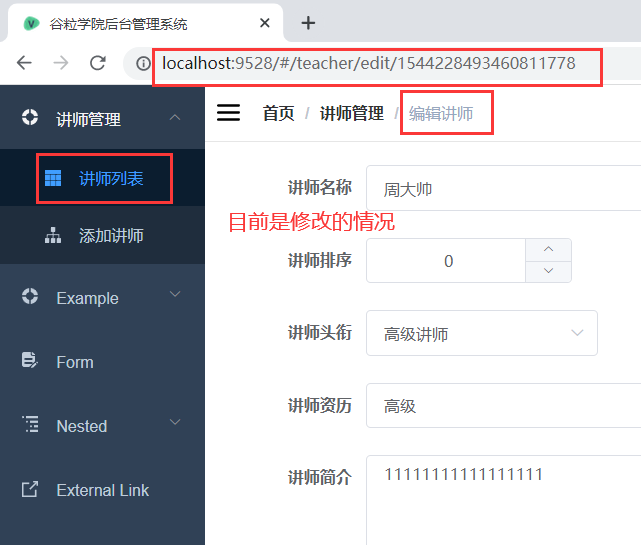 谷粒学院后台管理系统
localhost:9528/#/teacher/edit/1544228493460811778
讲师管理
首页 / 讲师管理 / 编辑讲师
讲师列表
添加讲师
Example
Form
Nested
External Link
讲师名称 周大帅
目前是修改的情况
讲师排序 0
讲师头衔 高级讲师
讲师资历 高级
讲师简介 11111111111111111